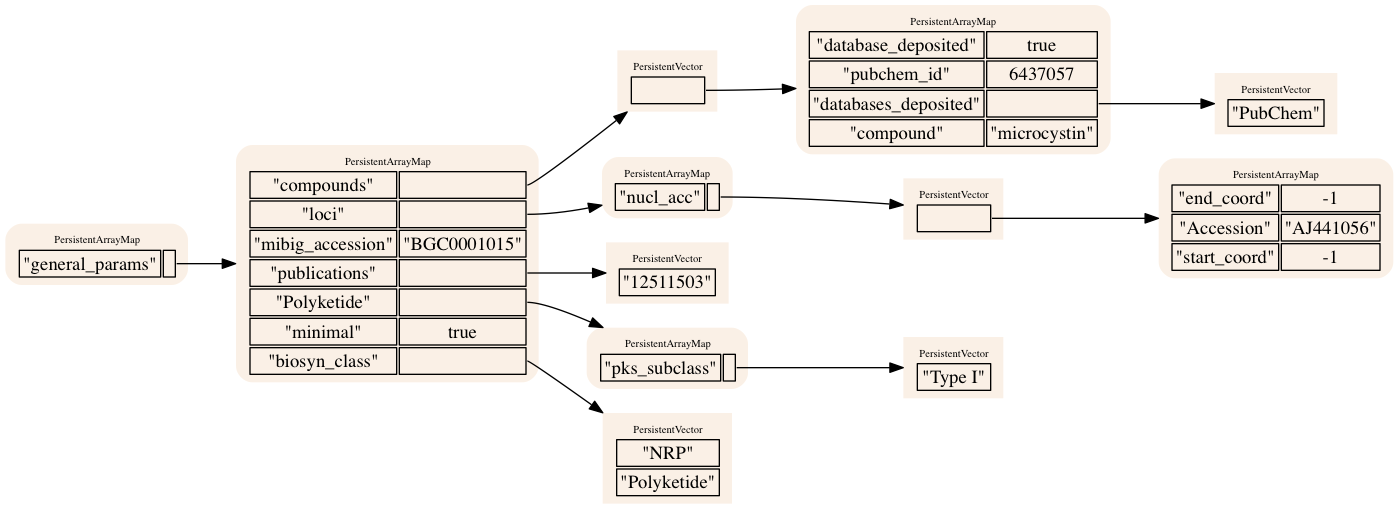 PersistentArrayMap
"general_params"
PersistentArrayMap
"compounds"
"loci"
"mibig_accession" "BGC0001015"
"publications"
"Polyketide"
"minimal" true
"biosyn_class"
PersistentVector
PersistentArrayMap
"database_deposited" true
"pubchem_id" 6437057
"databases_deposited"
"compound" "microcystin"
PersistentVector
"PubChem"
PersistentArrayMap
"nucl_acc"
PersistentVector
PersistentArrayMap
"end_coord" -1
"Accession" "AJ441056"
"start_coord" -1
PersistentVector
"12511503"
PersistentArrayMap
"pks_subclass"
PersistentVector
"Type I"
PersistentVector
"NRP"
"Polyketide"